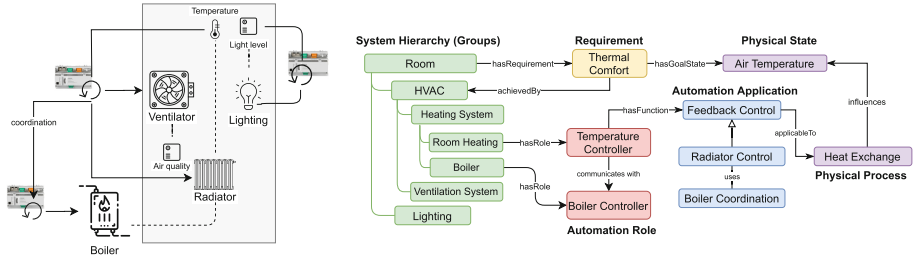 Temperature
Light level
coordination
Ventilator
Lighting
Air quality
Radiator
Boiler
System Hierarchy (Groups)
Requirement
Physical State
Room
hasRequirement
Thermal
Comfort
hasGoalState
Air Temperature
HVAC
achievedBy
Automation Application
Heating System
hasFunction
Feedback Control
influences
Room Heating
hasRole
Temperature
Controller
applicableTo
Boiler
communicates with
Radiator Control
Heat Exchange
Physical Process
uses
Ventilation System
hasRole
Boiler Controller
Boiler Coordination
Lighting
Automation Role